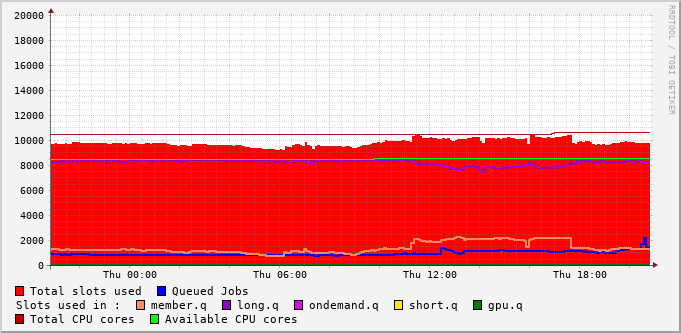 RRDTOOL / TOBI OETIKER
20000
18000
16000
14000
12000
10000
8000
6000
4000
2000
0
Thu 00:00 Thu 06:00 Thu 12:00 Thu 18:00
Total slots used Queued Jobs
Slots used in : member.q long.q ondemand.q short.q gpu.q
Total CPU cores Available CPU cores